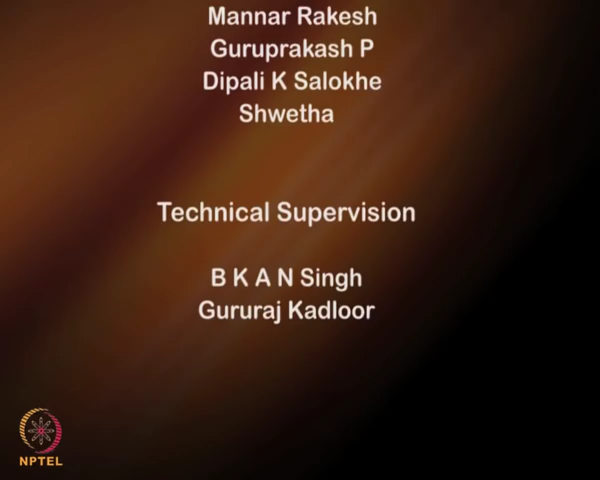 Mannar Rakesh
Guruprakash P
Dipali K Salokhe
Shwetha
Technical Supervision
B K A N Singh
Gururaj Kadloor
NPTEL